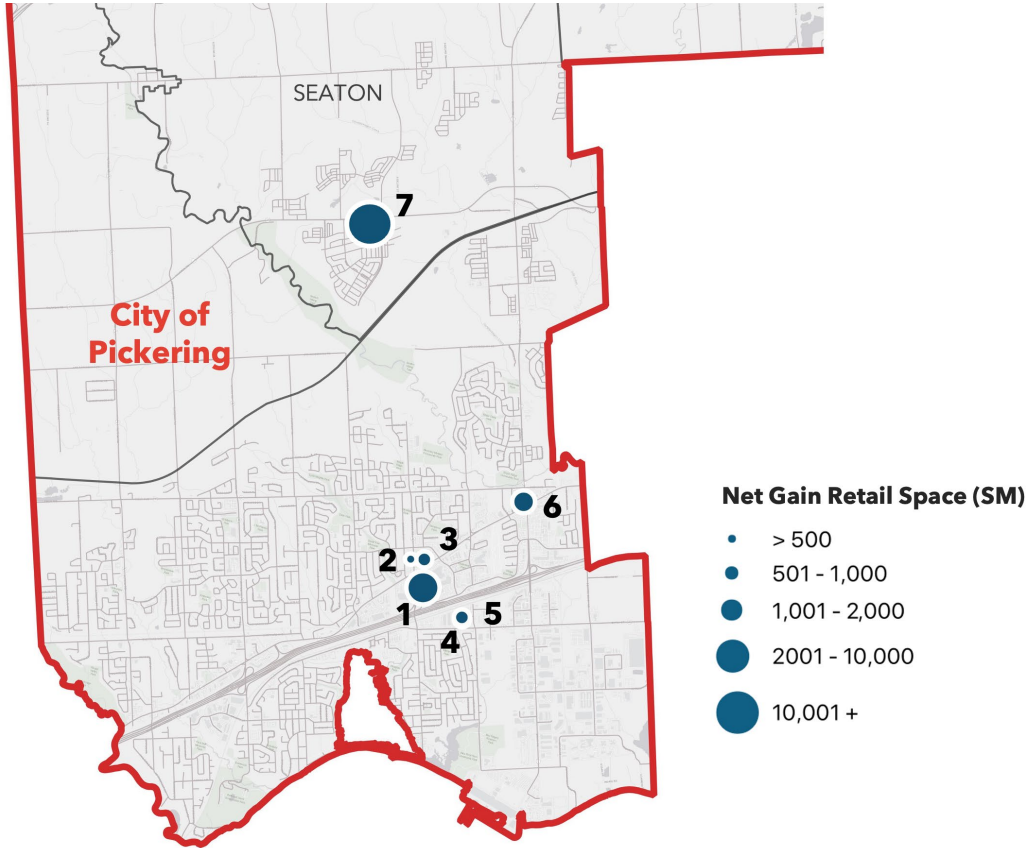 SEATON
7
City of
Pickering
6
2 3
1
5
4
Net Gain Retail Space (SM)
> 500
501 - 1,000
1,001 - 2,000
2001 - 10,000
10,001 +